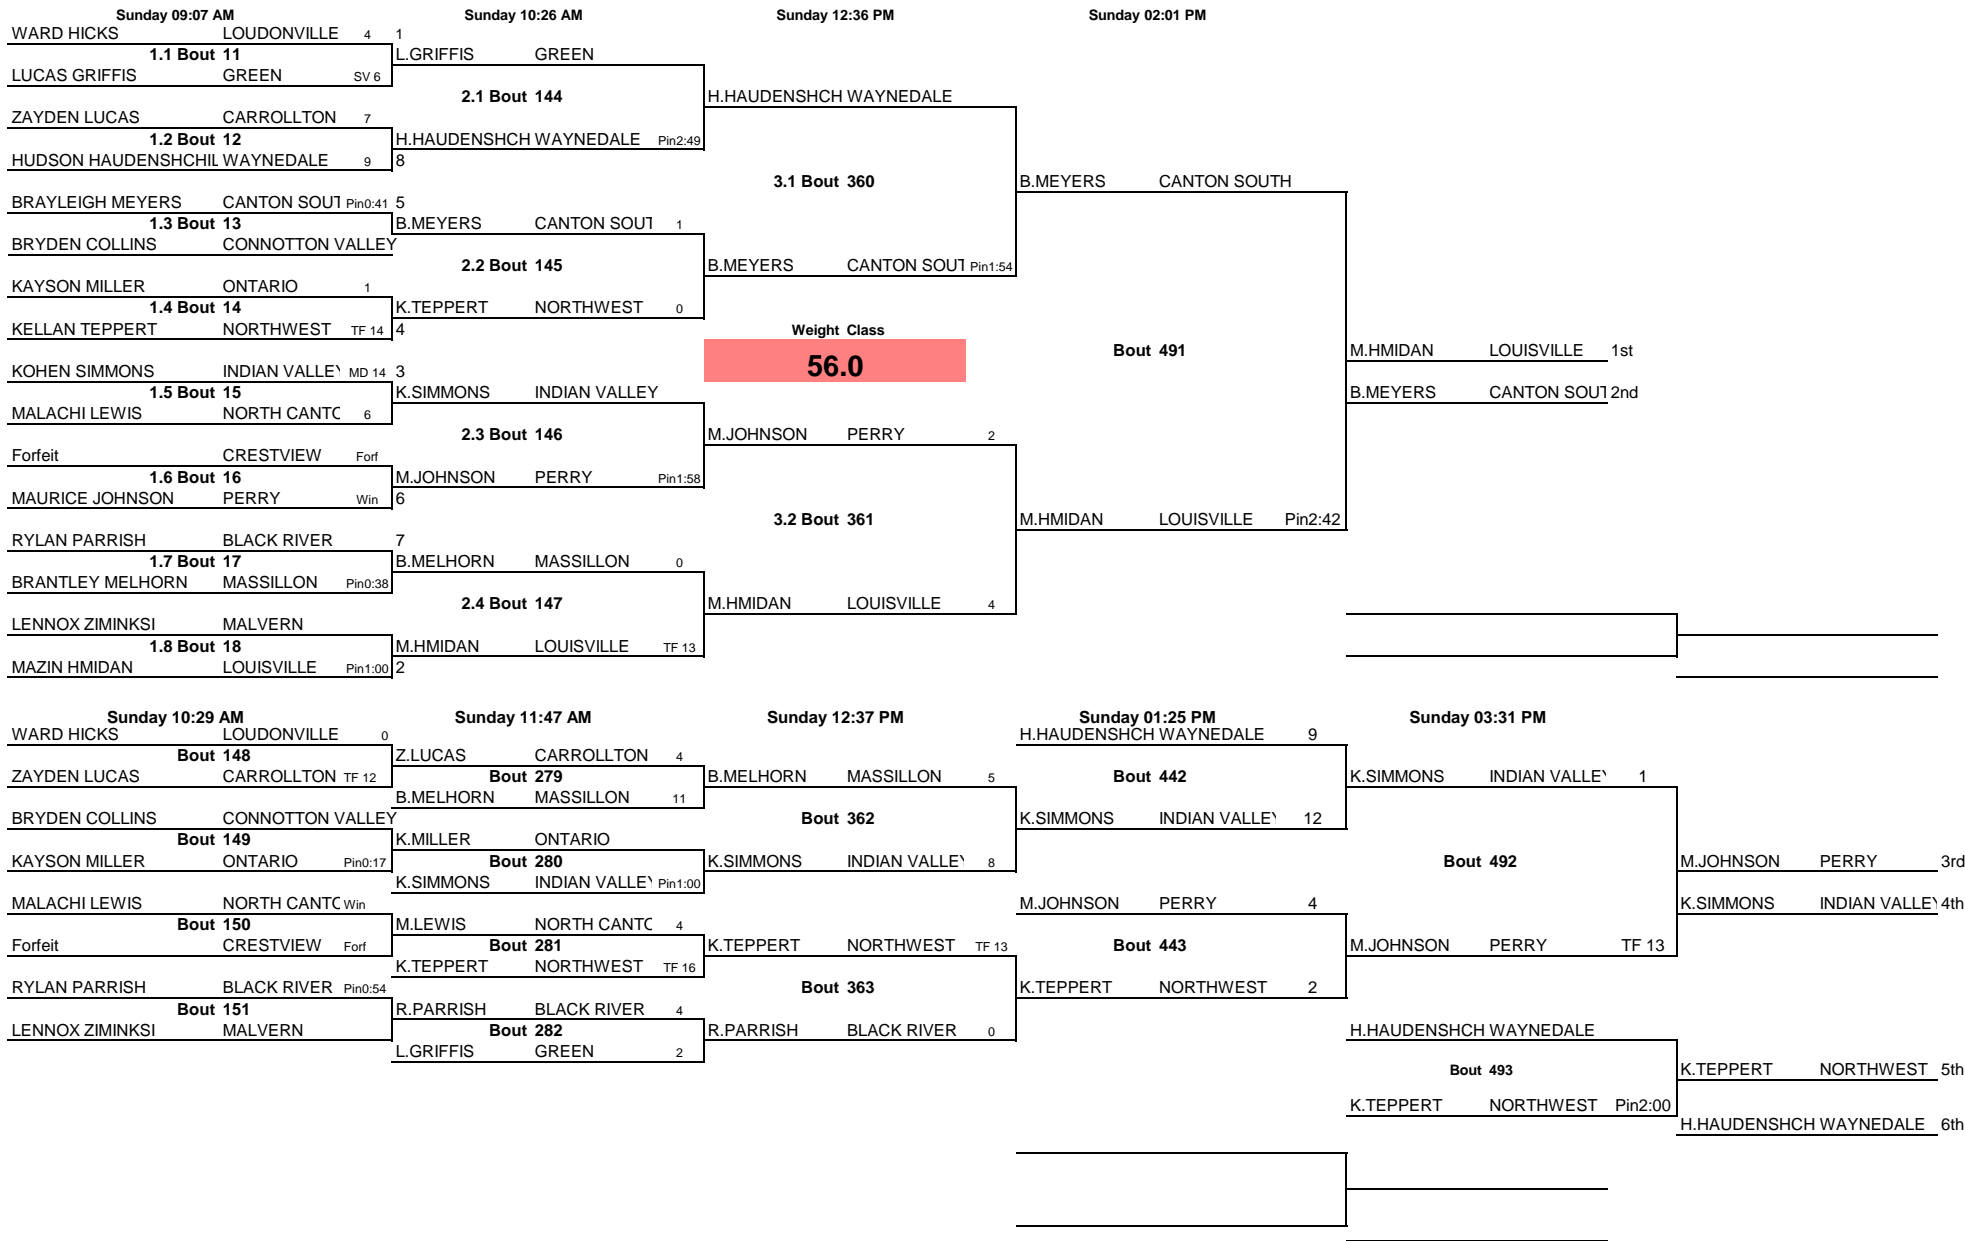 Sunday 09:07 AM Sunday 10:26 AM Sunday 12:36 PM Sunday 02:01 PM
WARD HICKS LOUDONVILLE 4 1
1.1 Bout 11 L.GRIFFIS GREEN
LUCAS GRIFFIS GREEN SV 6
2.1 Bout 144 H.HAUDENSHCH WAYNEDALE
ZAYDEN LUCAS CARROLLTON 7
1.2 Bout 12 H.HAUDENSHCH WAYNEDALE Pin2:49
HUDSON HAUDENSHCHIL WAYNEDALE 9 8
3.1 Bout 360 B.MEYERS CANTON SOUTH
BRAYLEIGH MEYERS CANTON SOUT Pin0:41 5
1.3 Bout 13 B.MEYERS CANTON SOUT 1
BRYDEN COLLINS CONNOTTON VALLEY
2.2 Bout 145 B.MEYERS CANTON SOUT Pin1:54
KAYSON MILLER ONTARIO 1
1.4 Bout 14 K.TEPPERT NORTHWEST 0
KELLAN TEPPERT NORTHWEST TF 14 4 Weight Class
Bout 491 M.HMIDAN LOUISVILLE 1st
56.0
KOHEN SIMMONS INDIAN VALLEY MD 14 3
1.5 Bout 15 K.SIMMONS INDIAN VALLEY B.MEYERS CANTON SOUT 2nd
MALACHI LEWIS NORTH CANTC 6
2.3 Bout 146 M.JOHNSON PERRY 2
Forfeit CRESTVIEW Forf
1.6 Bout 16 M.JOHNSON PERRY Pin1:58
MAURICE JOHNSON PERRY Win 6
3.2 Bout 361 M.HMIDAN LOUISVILLE Pin2:42
RYLAN PARRISH BLACK RIVER 7
1.7 Bout 17 B.MELHORN MASSILLON 0
BRANTLEY MELHORN MASSILLON Pin0:38
2.4 Bout 147 M.HMIDAN LOUISVILLE 4
LENNOX ZIMINKSI MALVERN
1.8 Bout 18 M.HMIDAN LOUISVILLE TF 13
MAZIN HMIDAN LOUISVILLE Pin1:00 2
Sunday 10:29 AM Sunday 11:47 AM Sunday 12:37 PM Sunday 01:25 PM Sunday 03:31 PM
WARD HICKS LOUDONVILLE 0 H.HAUDENSHCH WAYNEDALE 9
Bout 148 Z.LUCAS CARROLLTON 4
ZAYDEN LUCAS CARROLLTON TF 12 Bout 279 B.MELHORN MASSILLON 5 Bout 442 K.SIMMONS INDIAN VALLEY 1
B.MELHORN MASSILLON 11
BRYDEN COLLINS CONNOTTON VALLEY Bout 362 K.SIMMONS INDIAN VALLEY 12
Bout 149 K.MILLER ONTARIO
KAYSON MILLER ONTARIO Pin0:17 Bout 280 K.SIMMONS INDIAN VALLEY 8 Bout 492 M.JOHNSON PERRY 3rd
K.SIMMONS INDIAN VALLEY Pin1:00
MALACHI LEWIS NORTH CANTC Win M.JOHNSON PERRY 4 K.SIMMONS INDIAN VALLEY 4th
Bout 150 M.LEWIS NORTH CANTC 4
Forfeit CRESTVIEW Forf Bout 281 K.TEPPERT NORTHWEST TF 13 Bout 443 M.JOHNSON PERRY TF 13
K.TEPPERT NORTHWEST TF 16
RYLAN PARRISH BLACK RIVER Pin0:54 Bout 363 K.TEPPERT NORTHWEST 2
Bout 151 R.PARRISH BLACK RIVER 4
LENNOX ZIMINKSI MALVERN Bout 282 R.PARRISH BLACK RIVER 0 H.HAUDENSHCH WAYNEDALE
L.GRIFFIS GREEN 2
Bout 493 K.TEPPERT NORTHWEST 5th
K.TEPPERT NORTHWEST Pin2:00
H.HAUDENSHCH WAYNEDALE 6th